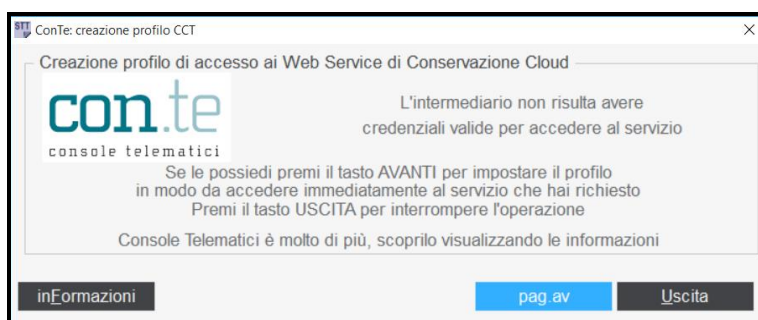 STT
ConTe: creazione profilo CCT
Creazione profilo di accesso ai Web Service di Conservazione Cloud
con.te
console telematici
L'intermediario non risulta avere
credenziali valide per accedere al servizio
Se le possiedi premi il tasto AVANTI per impostare il profilo
in modo da accedere immediatamente al servizio che hai richiesto
Premi il tasto USCITA per interrompere l'operazione
Console Telematici è molto di più, scoprilo visualizzando le informazioni
inFormazioni
pag.av
Uscita